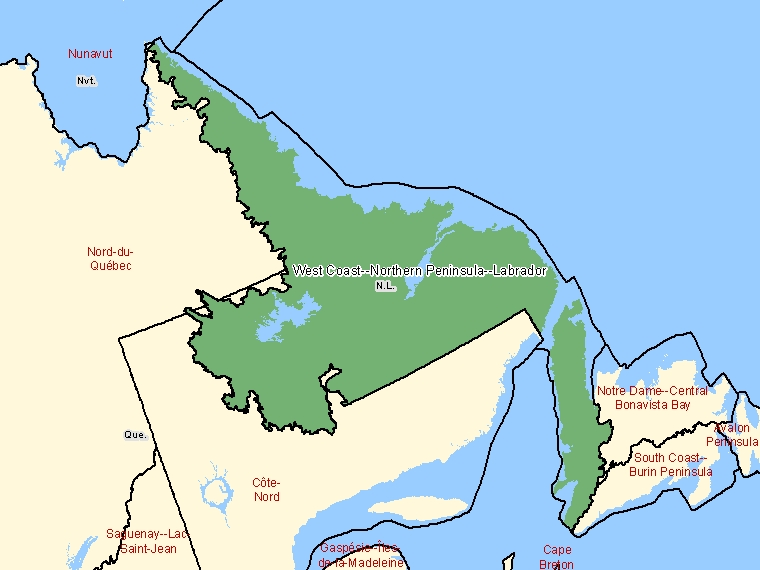 Nunavut
Nvt.
Nord-du-
Québec
West Coast--Northern Peninsula--Labrador
N.L.
Notre Dame--Central
Bonavista Bay
Avalon
Peninsula
South Coast--
Burin Peninsula
Que.
Côte-
Nord
Saguenay--Lac
Saint-Jean
Gaspésie--Îles-
de-la-Madeleine
Cape
Breton